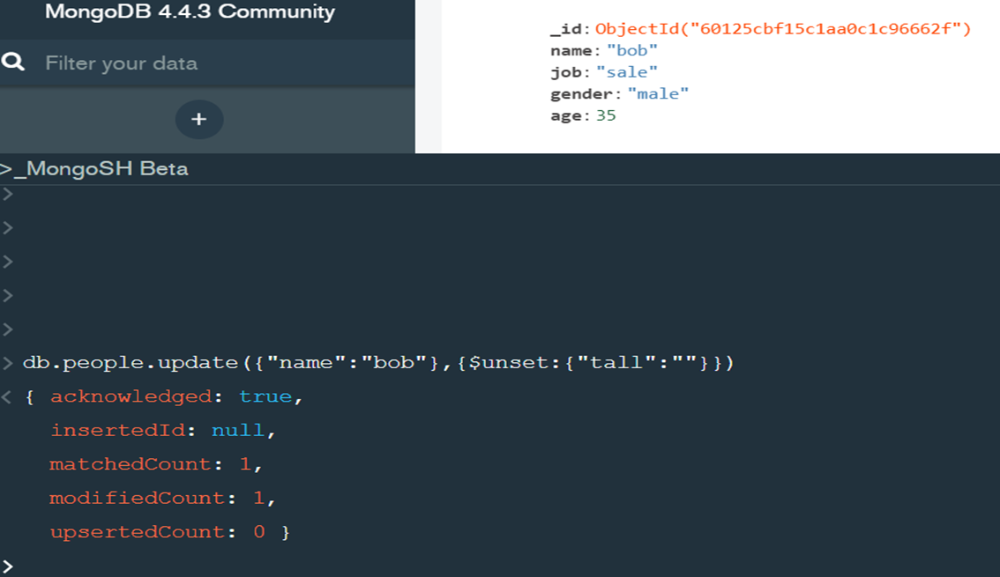 MongoDB 4.4.3 Community
Filter your data
+
_id: ObjectId("60125cbf15c1aa0c1c96662f")
name: "bob"
job: "sale"
gender: "male"
age: 35
>_MongoSH Beta
>
>
>
>
>
> db.people.update({"name":"bob"},{$unset:{"tall":""}})
< { acknowledged: true,
insertedId: null,
matchedCount: 1,
modifiedCount: 1,
upsertedCount: 0 }
>